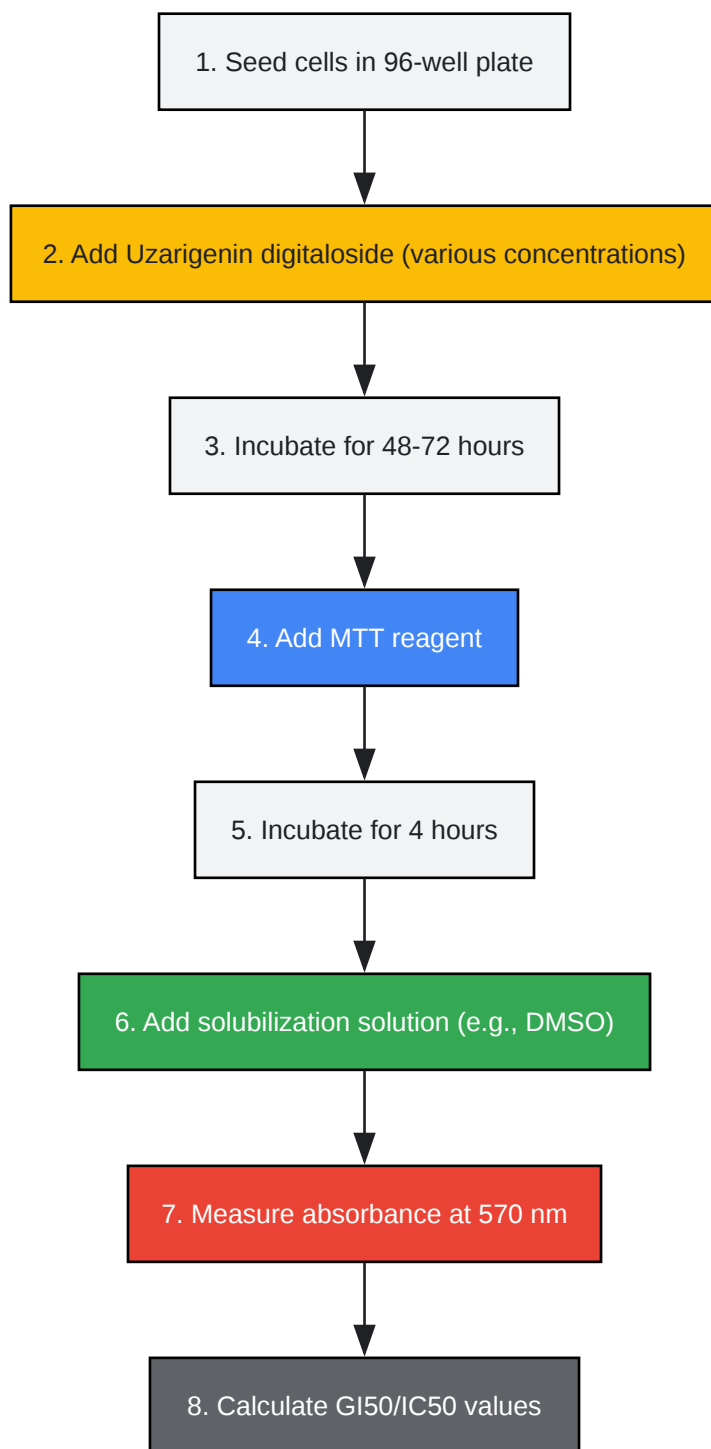 1. Seed cells in 96-well plate
2. Add Uzarigenin digitaloside (various concentrations)
3. Incubate for 48-72 hours
4. Add MTT reagent
5. Incubate for 4 hours
6. Add solubilization solution (e.g., DMSO)
7. Measure absorbance at 570 nm
8. Calculate GI50/IC50 values